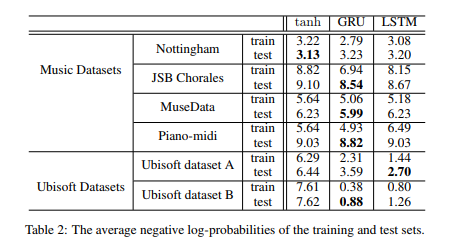 tanh GRU LSTM
Music Datasets Nottingham train 3.22 2.79 3.08
test 3.13 3.23 3.20
JSB Chorales train 8.82 6.94 8.15
test 9.10 8.54 8.67
MuseData train 5.64 5.06 5.18
test 6.23 5.99 6.23
Piano-midi train 5.64 4.93 6.49
test 9.03 8.82 9.03
Ubisoft Datasets Ubisoft dataset A train 6.29 2.31 1.44
test 6.44 3.59 2.70
Ubisoft dataset B train 7.61 0.38 0.80
test 7.62 0.88 1.26
Table 2: The average negative log-probabilities of the training and test sets.